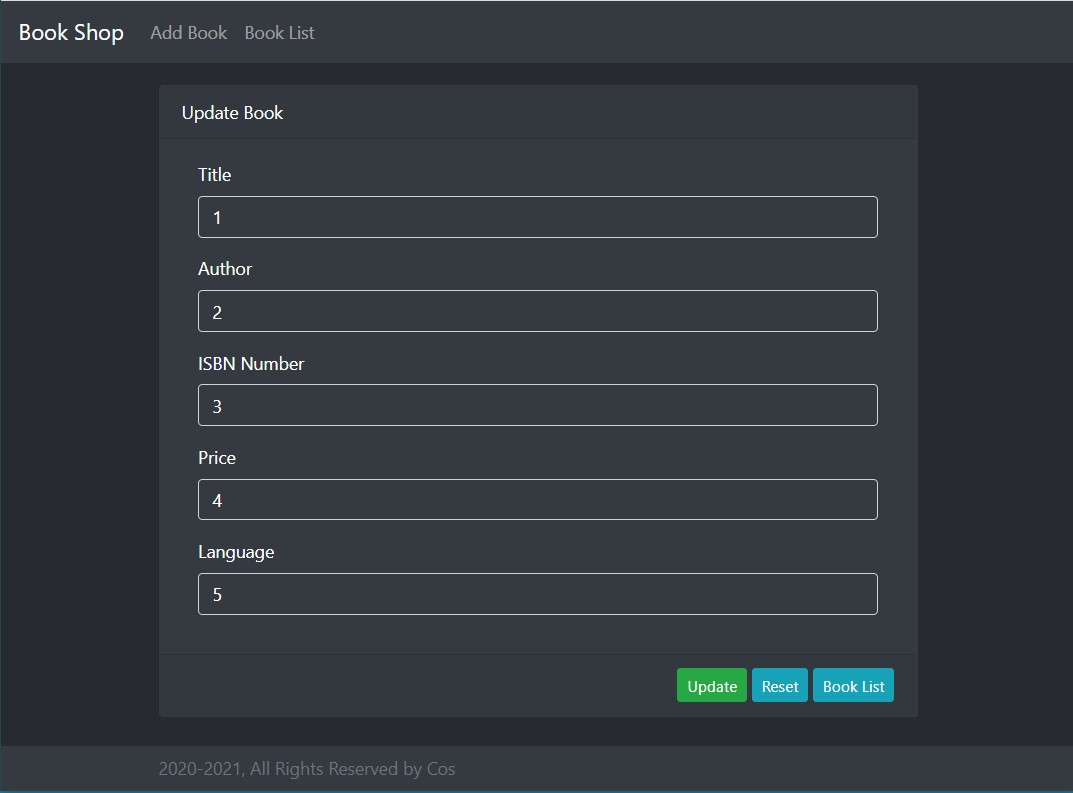 Book Shop Add Book Book List
Update Book
Title
1
Author
2
ISBN Number
3
Price
4
Language
5
Update Reset Book List
2020-2021, All Rights Reserved by Cos